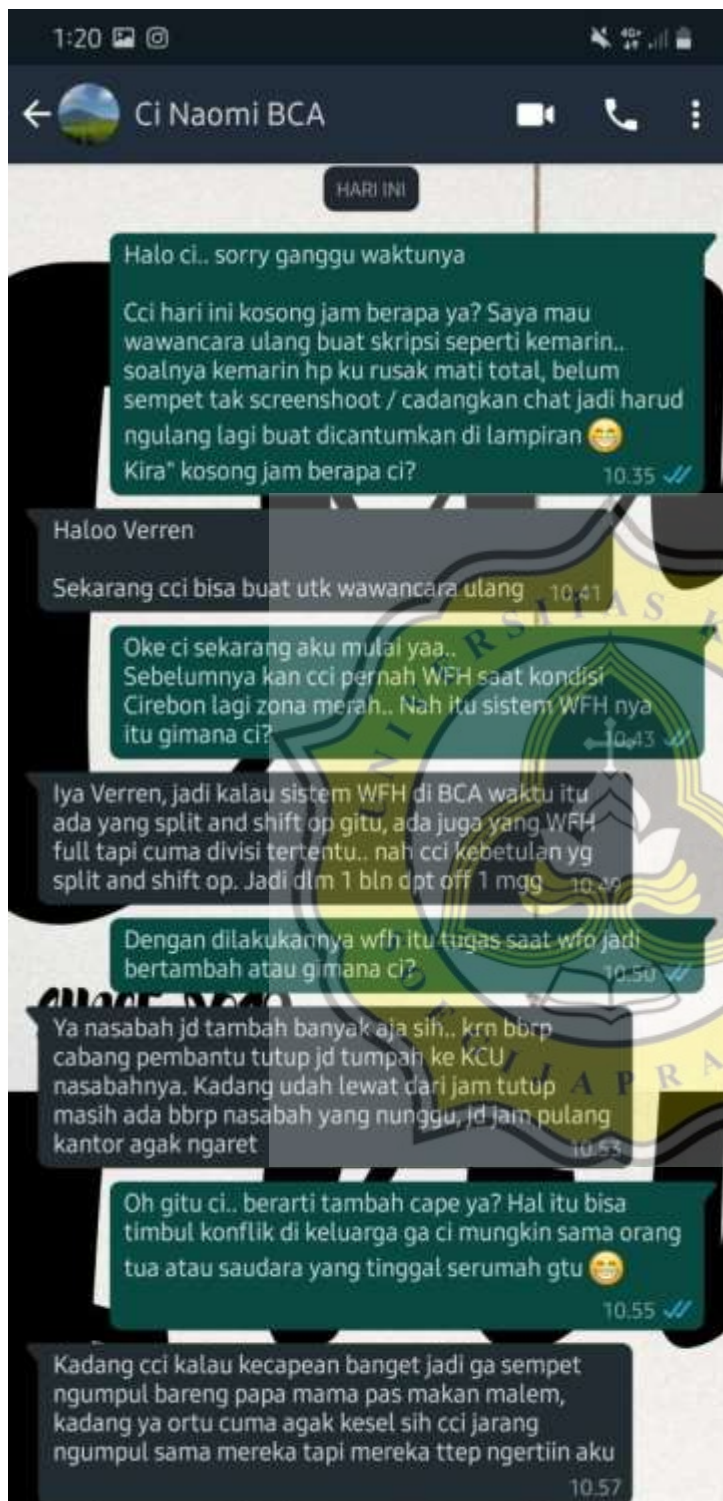 1:20
4G+
Ci Naomi BCA
HARI INI
Halo ci.. sorry ganggu waktunya
Cci hari ini kosong jam berapa ya? Saya mau
wawancara ulang buat skripsi seperti kemarin..
soalnya kemarin hp ku rusak mati total, belum
sempet tak screenshoot / cadangkan chat jadi harud
ngulang lagi buat dicantumkan di lampiran 😁
Kira" kosong jam berapa ci?
10.35
Haloo Verren
Sekarang cci bisa buat utk wawancara ulang
10.41
Oke ci sekarang aku mulai yaa..
Sebelumnya kan cci pernah WFH saat kondisi
Cirebon lagi zona merah.. Nah itu sistem WFH nya
itu gimana ci?
10.43
Iya Verren, jadi kalau sistem WFH di BCA waktu itu
ada yang split and shift op gitu, ada juga yang WFH
full tapi cuma divisi tertentu.. nah cci kebetulan yg
split and shift op. Jadi dlm 1 bln dpt off 1 mgg
10.49
Dengan dilakukannya wfh itu tugas saat wfo jadi
bertambah atau gimana ci?
10.50
Ya nasabah jd tambah banyak aja sih.. krn bbrp
cabang pembantu tutup jd tumpah ke KCU
nasabahnya. Kadang udah lewat dari jam tutup
masih ada bbrp nasabah yang nunggu, jd jam pulang
kantor agak ngaret
10.53
Oh gitu ci.. berarti tambah cape ya? Hal itu bisa
timbul konflik di keluarga ga ci mungkin sama orang
tua atau saudara yang tinggal serumah gtu 😁
10.55
Kadang cci kalau kecapean banget jadi ga sempet
ngumpul bareng papa mama pas makan malem,
kadang ya ortu cuma agak kesel sih cci jarang
ngumpul sama mereka tapi mereka ttep ngertiin aku
10.57